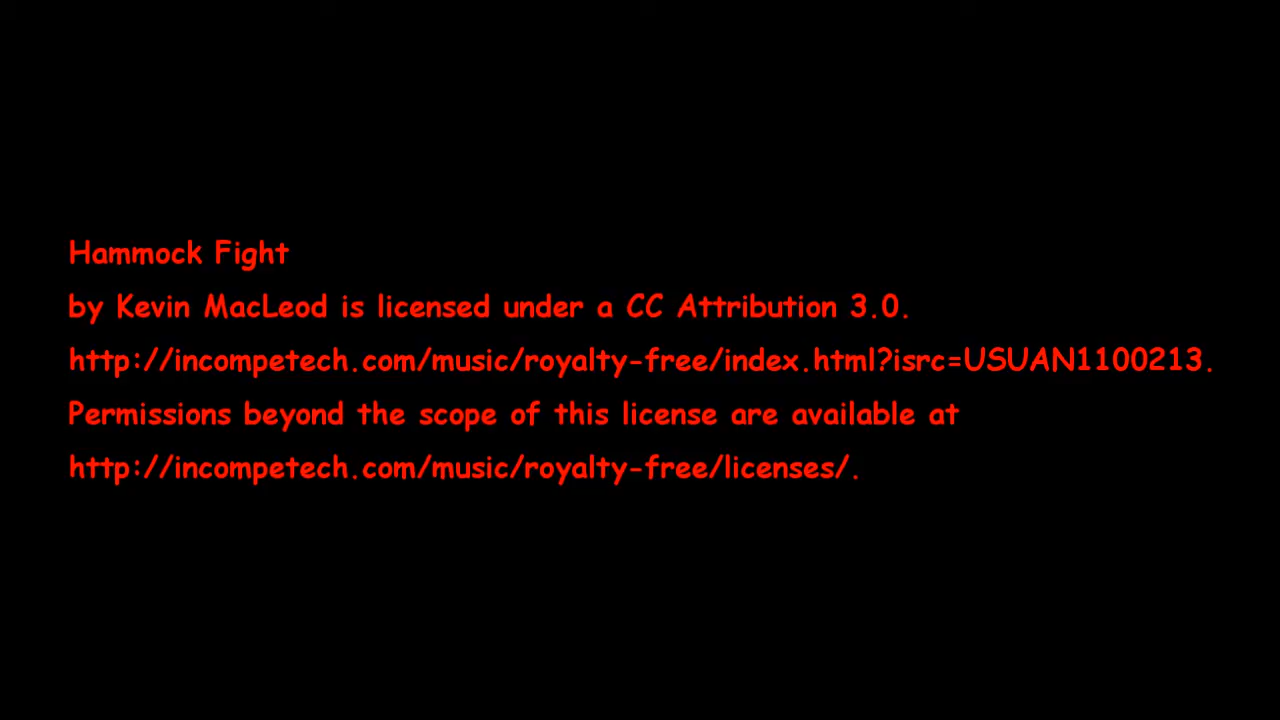 Hammock Fight
by Kevin MacLeod is licensed under a CC Attribution 3.0.
http://incompetech.com/music/royalty-free/index.html?isrc=USUAN1100213.
Permissions beyond the scope of this license are available at
http://incompetech.com/music/royalty-free/licenses/.